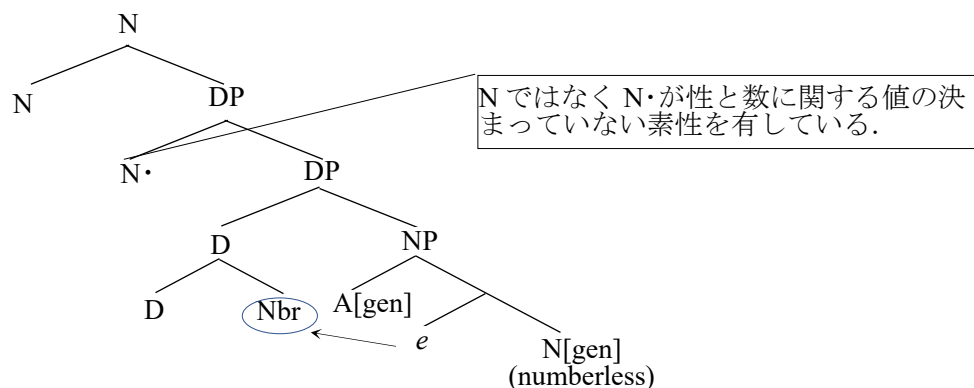 N
N
DP
N ではなく N･が性と数に関する値の決
まっていない素性を有している.
N･
DP
D
NP
D
Nbr
A[gen]
e
N[gen]
(numberless)